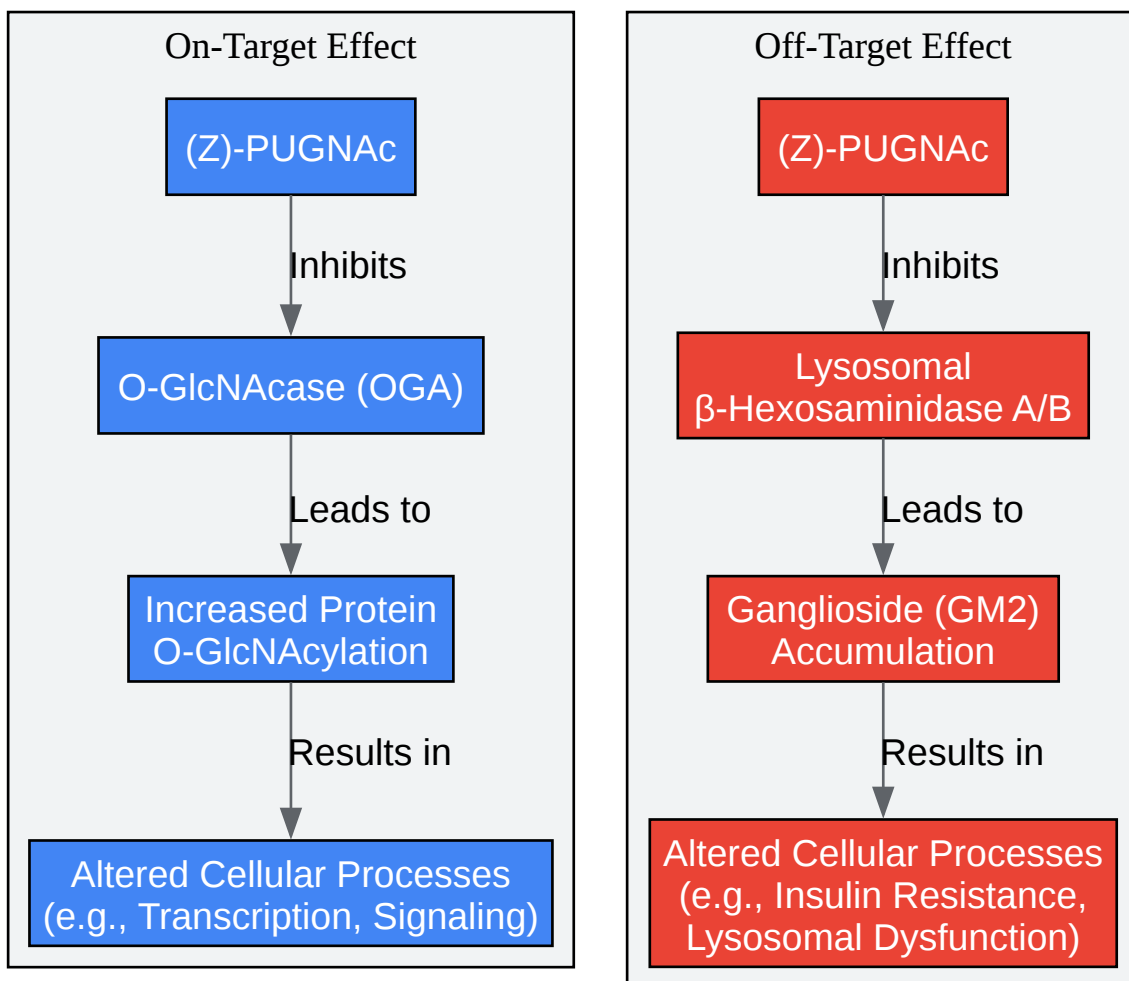 On-Target Effect
(Z)-PUGNAc
Inhibits
O-GlcNAcase (OGA)
Leads to
Increased Protein
O-GlcNAcylation
Results in
Altered Cellular Processes
(e.g., Transcription, Signaling)
Off-Target Effect
(Z)-PUGNAc
Inhibits
Lysosomal
β-Hexosaminidase A/B
Leads to
Ganglioside (GM2)
Accumulation
Results in
Altered Cellular Processes
(e.g., Insulin Resistance,
Lysosomal Dysfunction)